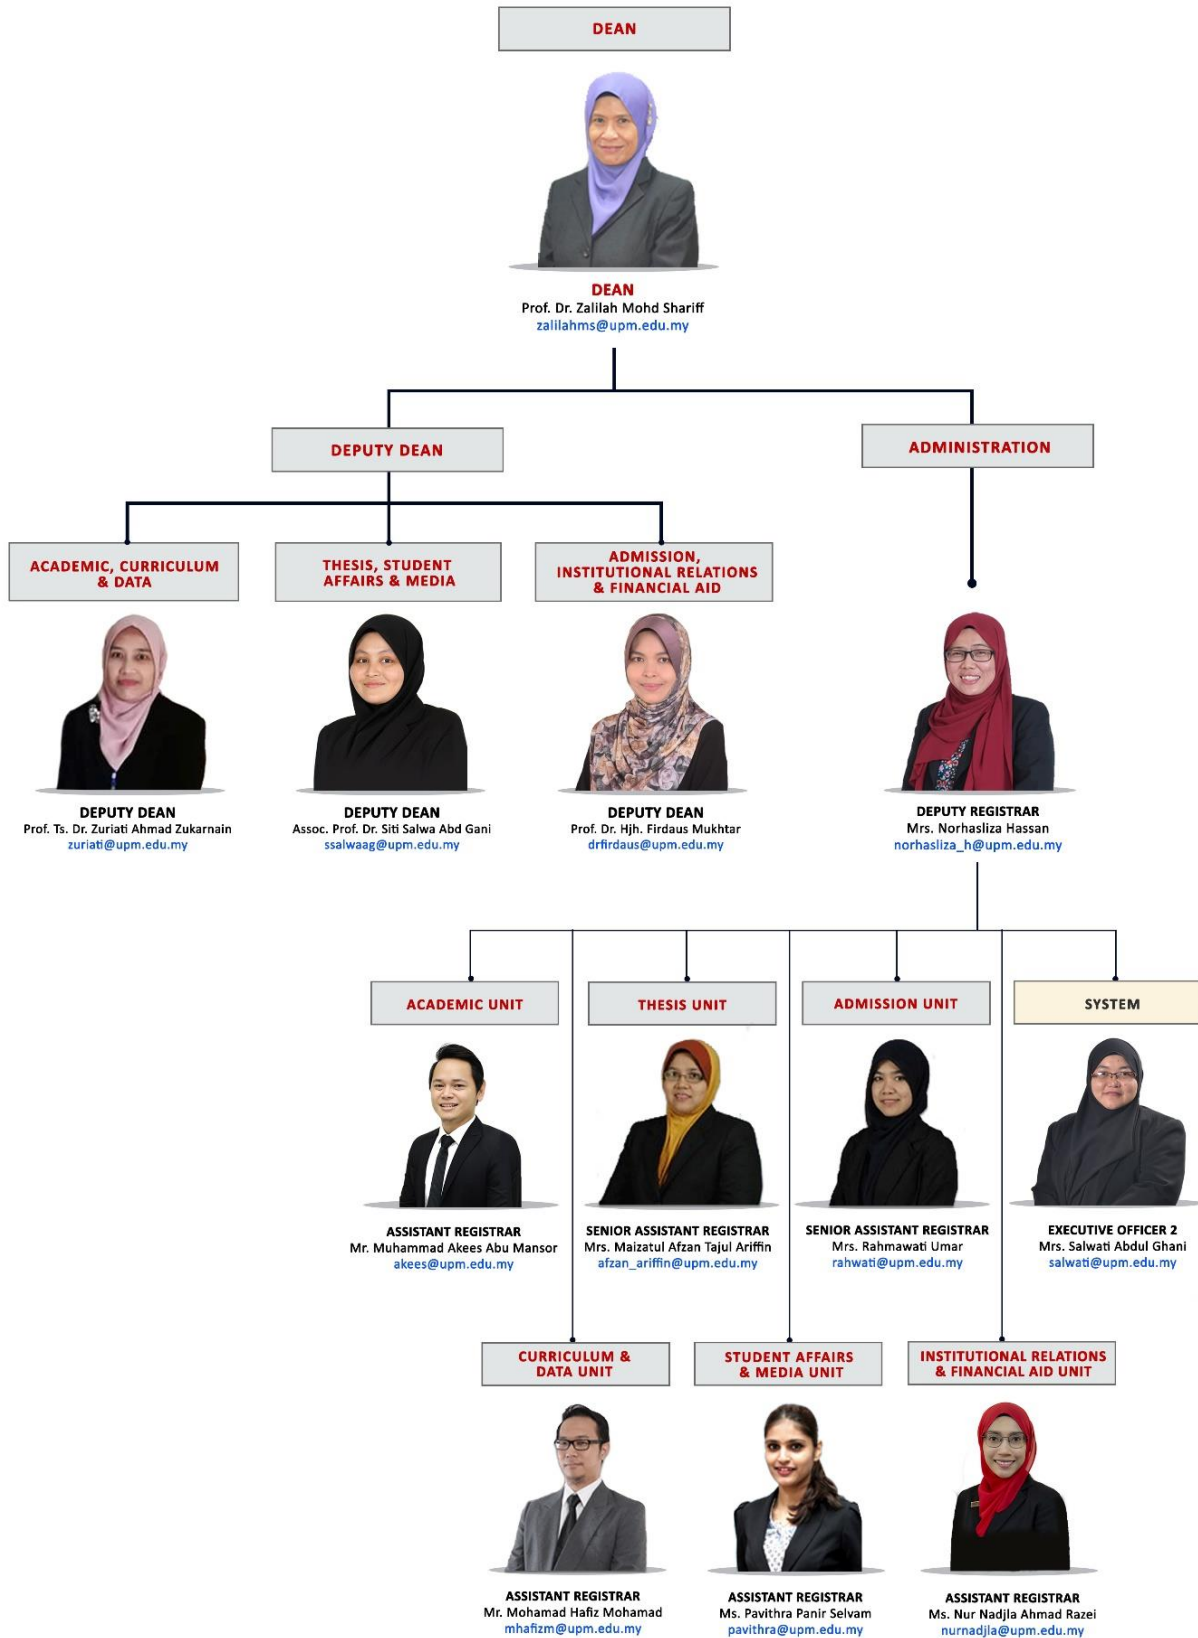 DEAN
DEAN
Prof. Dr. Zalilah Mohd Shariff
zalilahms@upm.edu.my
DEPUTY DEAN
ADMINISTRATION
ACADEMIC, CURRICULUM
& DATA
THESIS, STUDENT
AFFAIRS & MEDIA
ADMISSION,
INSTITUTIONAL RELATIONS
& FINANCIAL AID
DEPUTY DEAN
Prof. Ts. Dr. Zuriati Ahmad Zukarnain
zuriati@upm.edu.my
DEPUTY DEAN
Assoc. Prof. Dr. Siti Salwa Abd Gani
ssalwaag@upm.edu.my
DEPUTY DEAN
Prof. Dr. Hjh. Firdaus Mukhtar
drfirdaus@upm.edu.my
DEPUTY REGISTRAR
Mrs. Norhasliza Hassan
norhasliza_h@upm.edu.my
ACADEMIC UNIT
THESIS UNIT
ADMISSION UNIT
SYSTEM
ASSISTANT REGISTRAR
Mr. Muhammad Akees Abu Mansor
akees@upm.edu.my
SENIOR ASSISTANT REGISTRAR
Mrs. Maizatul Afzan Tajul Ariffin
afzan_ariffin@upm.edu.my
SENIOR ASSISTANT REGISTRAR
Mrs. Rahmawati Umar
rahwati@upm.edu.my
EXECUTIVE OFFICER 2
Mrs. Salwati Abdul Ghani
salwati@upm.edu.my
CURRICULUM &
DATA UNIT
STUDENT AFFAIRS
& MEDIA UNIT
INSTITUTIONAL RELATIONS
& FINANCIAL AID UNIT
ASSISTANT REGISTRAR
Mr. Mohamad Hafiz Mohamad
mhafizm@upm.edu.my
ASSISTANT REGISTRAR
Ms. Pavithra Panir Selvam
pavithra@upm.edu.my
ASSISTANT REGISTRAR
Ms. Nur Nadjla Ahmad Razei
nurnadjla@upm.edu.my